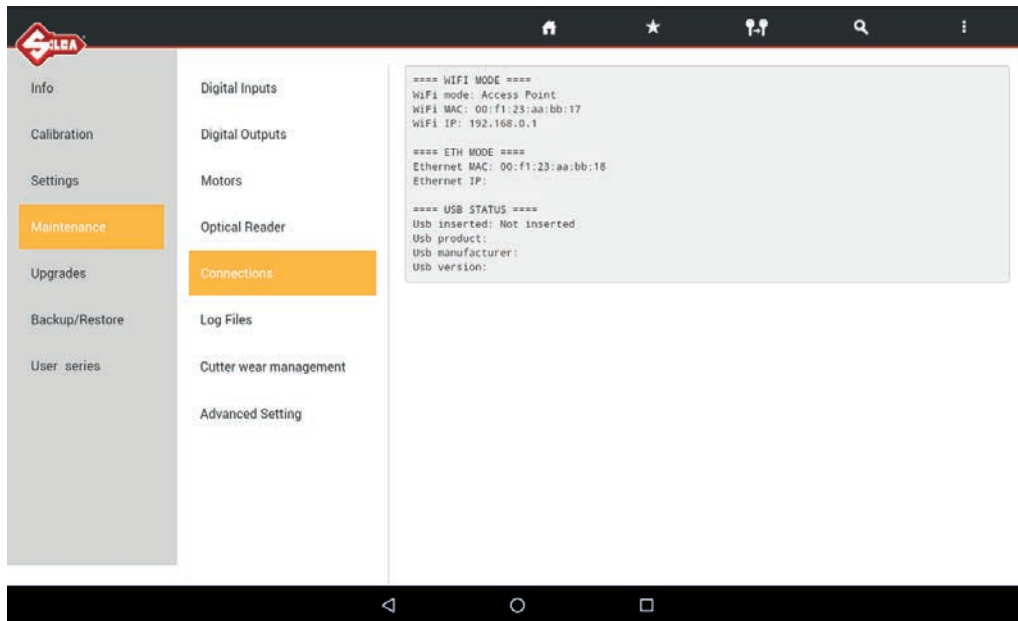 SILCA
Info
Calibration
Settings
Maintenance
Upgrades
Backup/Restore
User series
Digital Inputs
Digital Outputs
Motors
Optical Reader
Connections
Log Files
Cutter wear management
Advanced Setting
==== WIFI MODE ====
WiFi mode: Access Point
WiFi MAC: 00:f1:23:aa:bb:17
WiFi IP: 192.168.0.1
==== ETH MODE ====
Ethernet MAC: 00:f1:23:aa:bb:18
Ethernet IP:
==== USB STATUS ====
Usb inserted: Not inserted
Usb product:
Usb manufacturer:
Usb version: